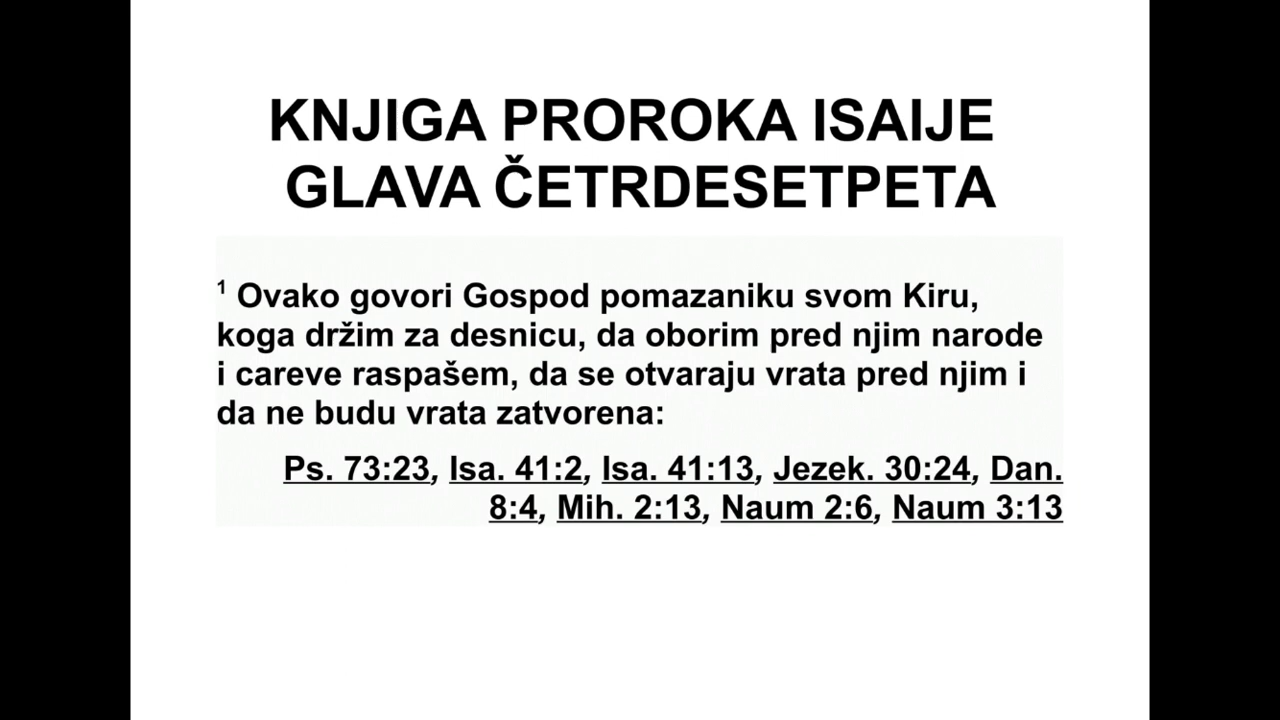 KNJIGA PROROKA ISAIJE
GLAVA ČETRDESETPETA
1 Ovako govori Gospod pomazaniku svom Kiru,
koga držim za desnicu, da oborim pred njim narode
i careve raspašem, da se otvaraju vrata pred njim i
da ne budu vrata zatvorena:
Ps. 73:23, Isa. 41:2, Isa. 41:13, Jezek. 30:24, Dan.
8:4, Mih. 2:13, Naum 2:6, Naum 3:13